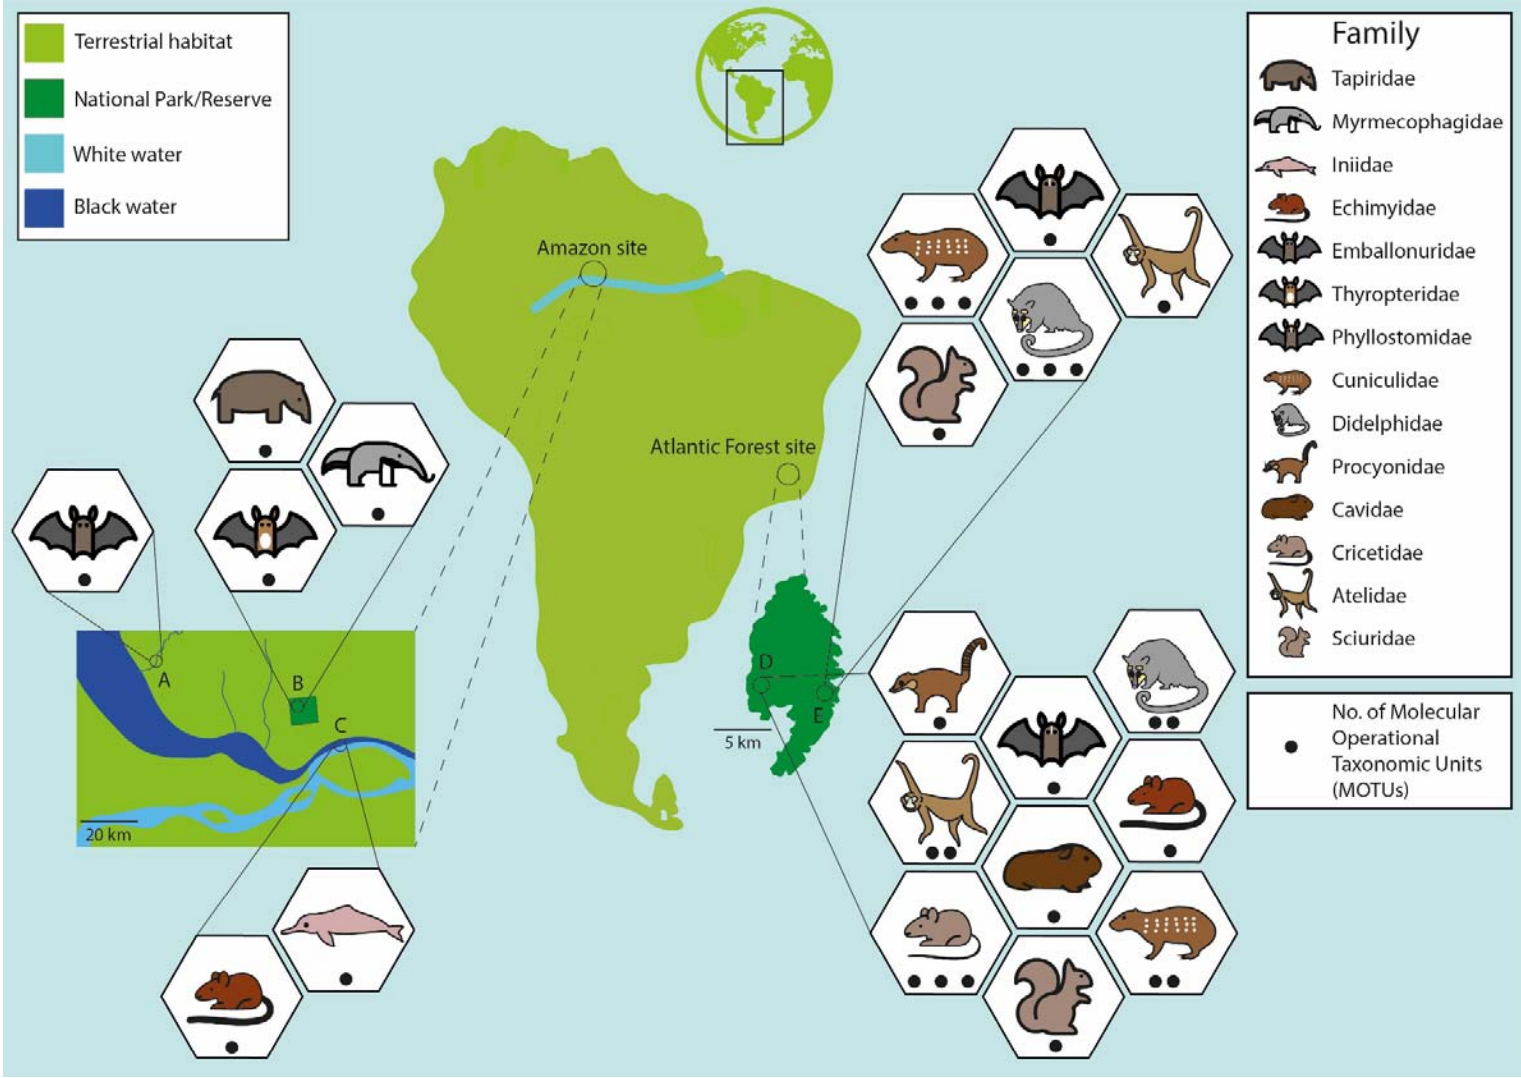 Terrestrial habitat
National Park/Reserve
White water
Black water
Amazon site
Atlantic Forest site
A
B
C
20 km
D
E
5 km
Family
Tapiridae
Myrmecophagidae
Iniidae
Echimyidae
Emballonuridae
Thyropteridae
Phyllostomidae
Cuniculidae
Didelphidae
Procyonidae
Cavidae
Cricetidae
Atelidae
Sciuridae
No. of Molecular
Operational
Taxonomic Units
(MOTUs)